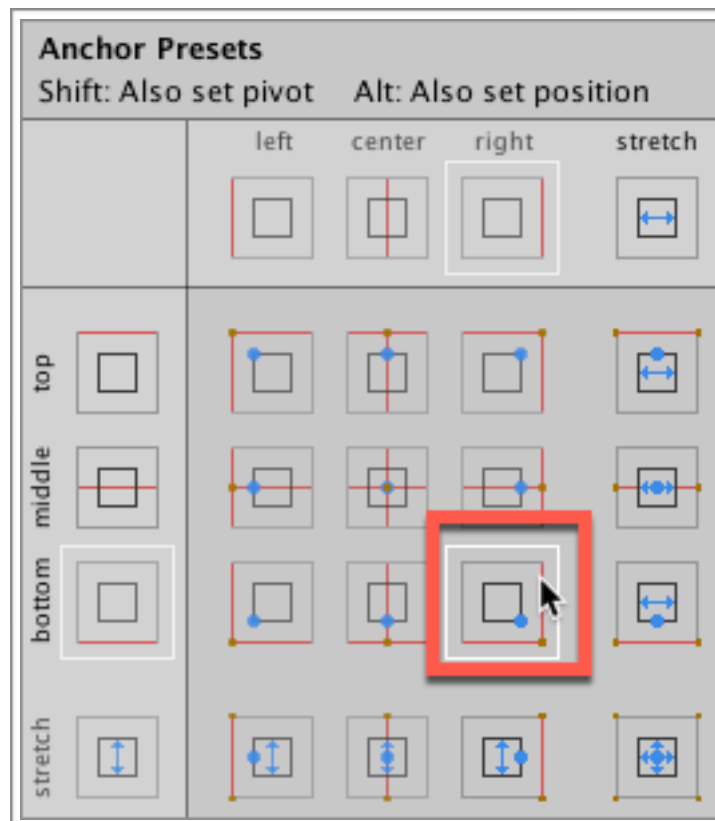 Anchor Presets
Shift: Also set pivot Alt: Also set position
left center right stretch
top
middle
bottom
stretch